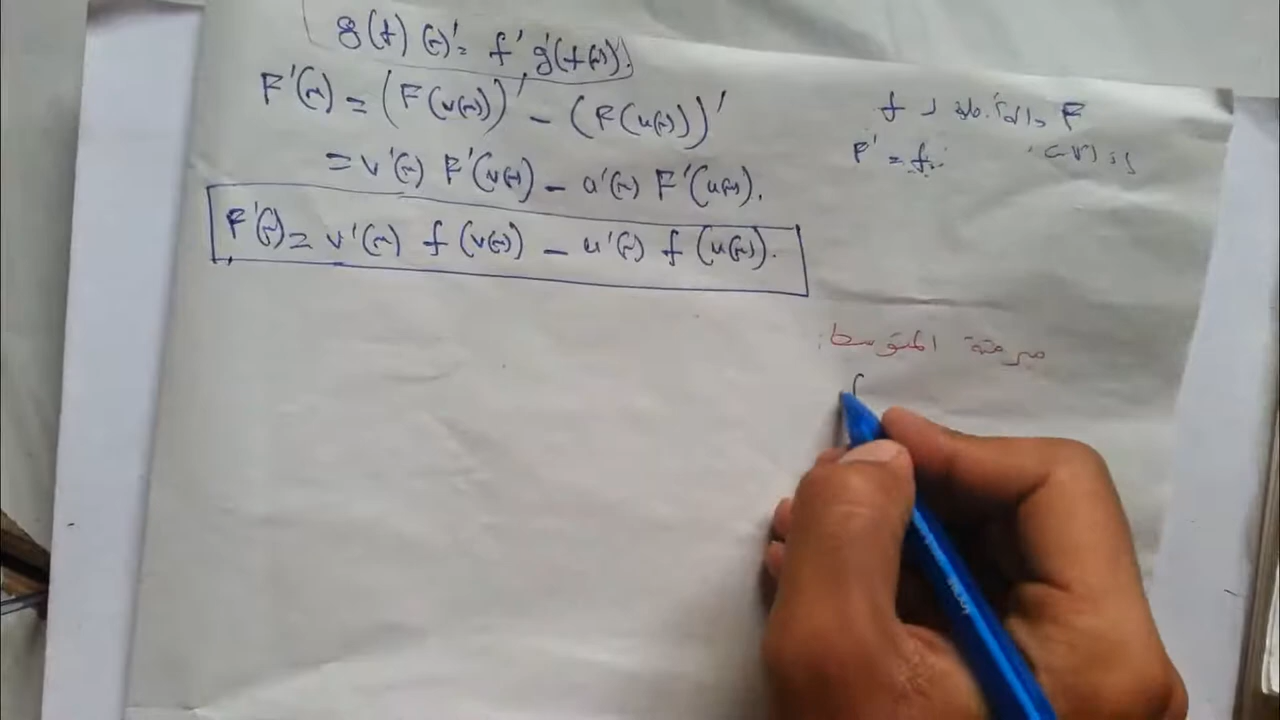 g(f)(x)' = f' g'(f(x)).
F'(x) = (F(v(x)))' - (F(u(x)))'
= v'(x) F'(v(x)) - u'(x) F'(u(x)).
F'(x) = v'(x) f(v(x)) - u'(x) f(u(x)).
F دالة أصلية لـ f
F' = f
مبرهنة المتوسط: